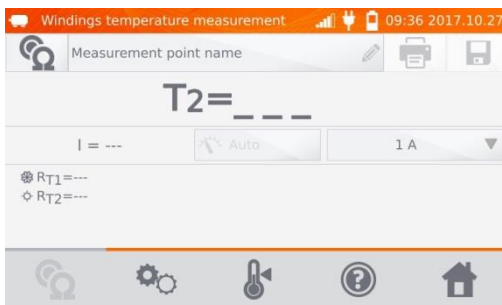 Windings temperature measurement 09:36 2017.10.27
Measurement point name
T2=_ _ _
I = --- Auto 1 A
RT1=---
RT2=---